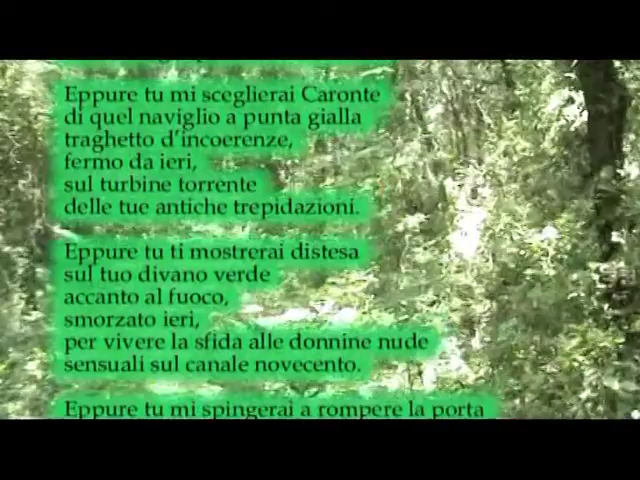 Eppure tu mi sceglierai Caronte
di quel naviglio a punta gialla
traghetto d'incoerenze,
fermo da ieri,
sul turbine torrente
delle tue antiche trepidazioni.
Eppure tu ti mostrerai distesa
sul tuo divano verde
accanto al fuoco,
smorzato ieri,
per vivere la sfida alle donnine nude
sensuali sul canale novecento.
Eppure tu mi spingerai a rompere la porta